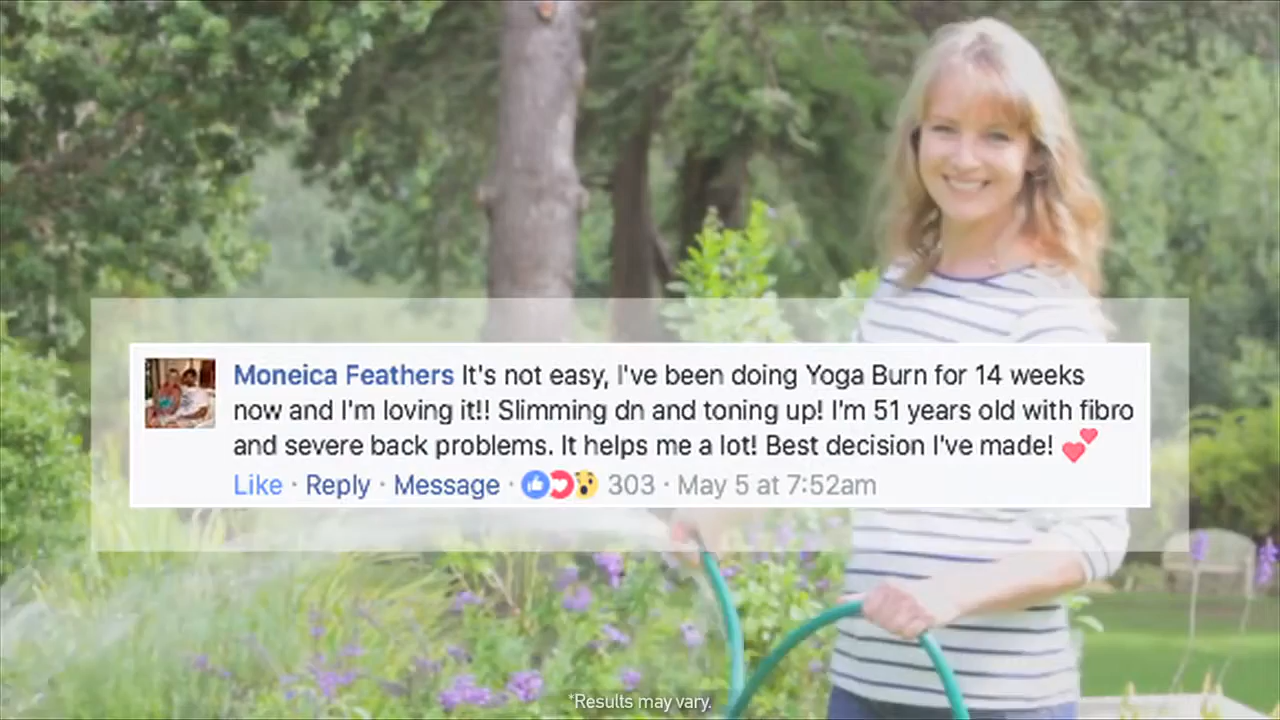 Moneica Feathers It's not easy, I've been doing Yoga Burn for 14 weeks
now and I'm loving it!! Slimming dn and toning up! I'm 51 years old with fibro
and severe back problems. It helps me a lot! Best decision I've made! 💕
Like · Reply · Message · 303 · May 5 at 7:52am
*Results may vary.